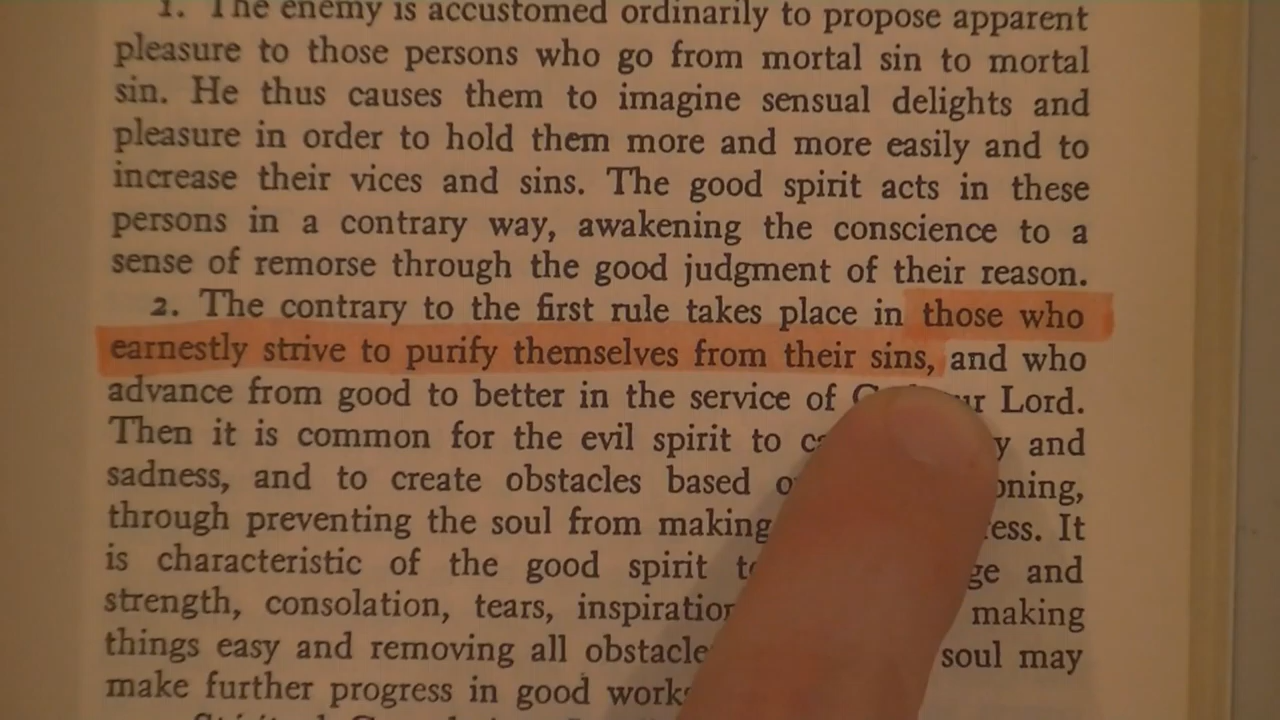 1. The enemy is accustomed ordinarily to propose apparent
pleasure to those persons who go from mortal sin to mortal
sin. He thus causes them to imagine sensual delights and
pleasure in order to hold them more and more easily and to
increase their vices and sins. The good spirit acts in these
persons in a contrary way, awakening the conscience to a
sense of remorse through the good judgment of their reason.
2. The contrary to the first rule takes place in those who
earnestly strive to purify themselves from their sins, and who
advance from good to better in the service of Lord.
Then it is common for the evil spirit to and
sadness, and to create obstacles based
through preventing the soul from making It
is characteristic of the good spirit and
strength, consolation, tears, making
things easy and removing all soul may
make further progress in good